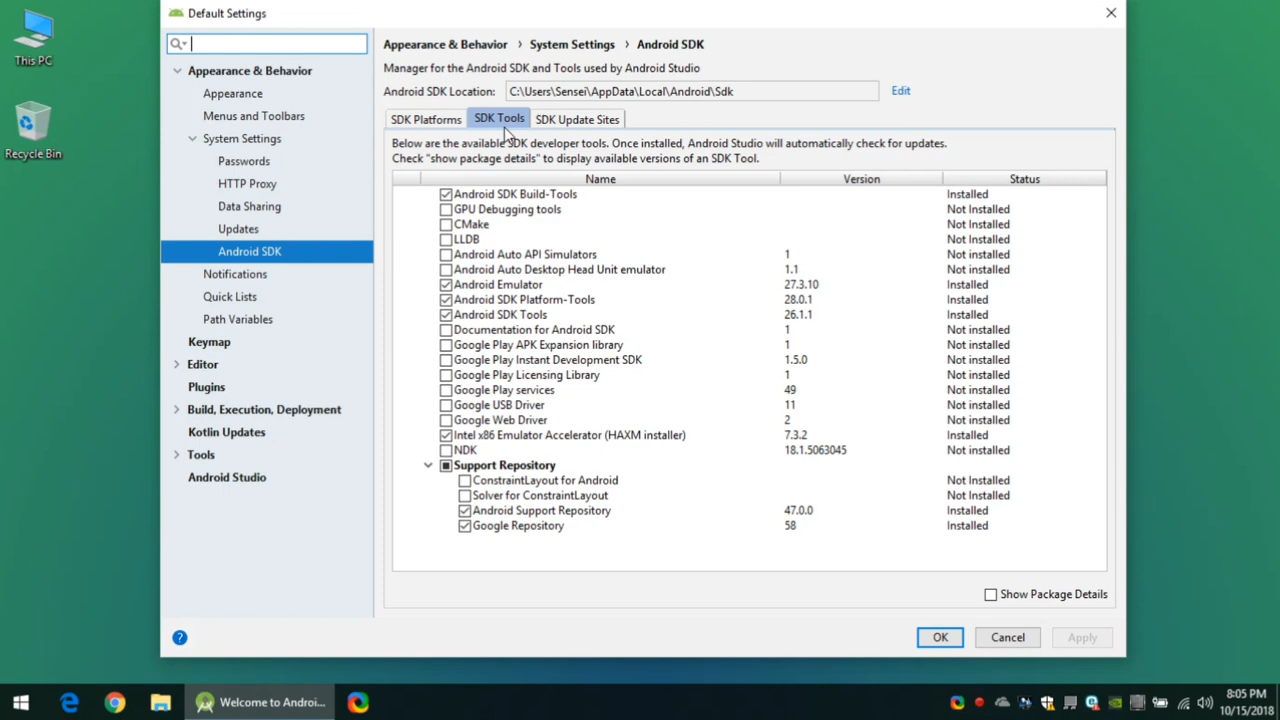 This PC
Recycle Bin
Default Settings
Appearance & Behavior
Appearance
Menus and Toolbars
System Settings
Passwords
HTTP Proxy
Data Sharing
Updates
Android SDK
Notifications
Quick Lists
Path Variables
Keymap
Editor
Plugins
Build, Execution, Deployment
Kotlin Updates
Tools
Android Studio
Appearance & Behavior › System Settings › Android SDK
Manager for the Android SDK and Tools used by Android Studio
Android SDK Location: C:\Users\Sensei\AppData\Local\Android\Sdk Edit
SDK Platforms SDK Tools SDK Update Sites
Below are the available SDK developer tools. Once installed, Android Studio will automatically check for updates.
Check "show package details" to display available versions of an SDK Tool.
Name Version Status
Android SDK Build-Tools Installed
GPU Debugging tools Not Installed
CMake Not Installed
LLDB Not Installed
Android Auto API Simulators 1 Not installed
Android Auto Desktop Head Unit emulator 1.1 Not installed
Android Emulator 27.3.10 Installed
Android SDK Platform-Tools 28.0.1 Installed
Android SDK Tools 26.1.1 Installed
Documentation for Android SDK 1 Not installed
Google Play APK Expansion library 1 Not installed
Google Play Instant Development SDK 1.5.0 Not installed
Google Play Licensing Library 1 Not installed
Google Play services 49 Not installed
Google USB Driver 11 Not installed
Google Web Driver 2 Not installed
Intel x86 Emulator Accelerator (HAXM installer) 7.3.2 Installed
NDK 18.1.5063045 Not installed
Support Repository
ConstraintLayout for Android Not Installed
Solver for ConstraintLayout Not Installed
Android Support Repository 47.0.0 Installed
Google Repository 58 Installed
Show Package Details
? OK Cancel Apply
Welcome to Androi...
8:05 PM
10/15/2018